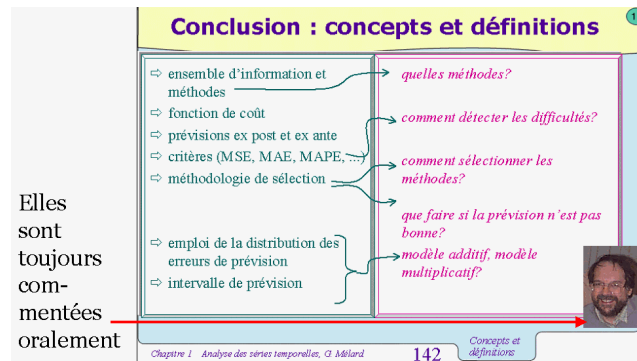 Conclusion : concepts et définitions
1
⇨ ensemble d'information et
méthodes
⇨ fonction de coût
⇨ prévisions ex post et ex ante
⇨ critères (MSE, MAE, MAPE, ...)
⇨ méthodologie de sélection
⇨ emploi de la distribution des
erreurs de prévision
⇨ intervalle de prévision
quelles méthodes?
comment détecter les difficultés?
comment sélectionner les
méthodes?
que faire si la prévision n'est pas
bonne?
modèle additif, modèle
multiplicatif?
Elles
sont
toujours
com-
mentées
oralement
Chapitre 1 Analyse des séries temporelles, G. Mélard
142
Concepts et
définitions